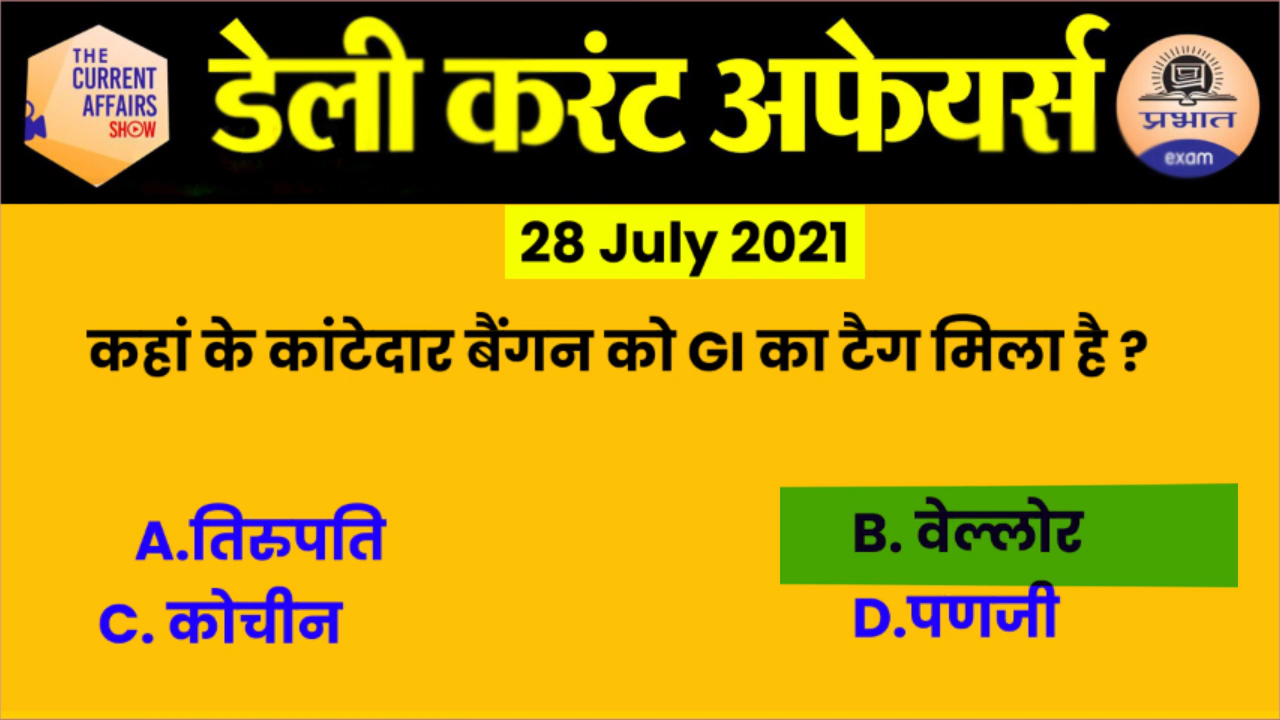 THE
CURRENT
AFFAIRS
SHOW
डेली करंट अफेयर्स
प्रभात
exam
28 July 2021
कहां के कांटेदार बैंगन को GI का टैग मिला है ?
A.तिरुपति
B. वेल्लोर
C. कोचीन
D.पणजी